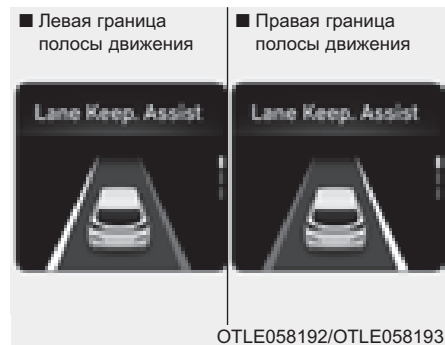 ■ Левая граница
полосы движения
■ Правая граница
полосы движения
Lane Keep. Assist
Lane Keep. Assist
OTLE058192/OTLE058193